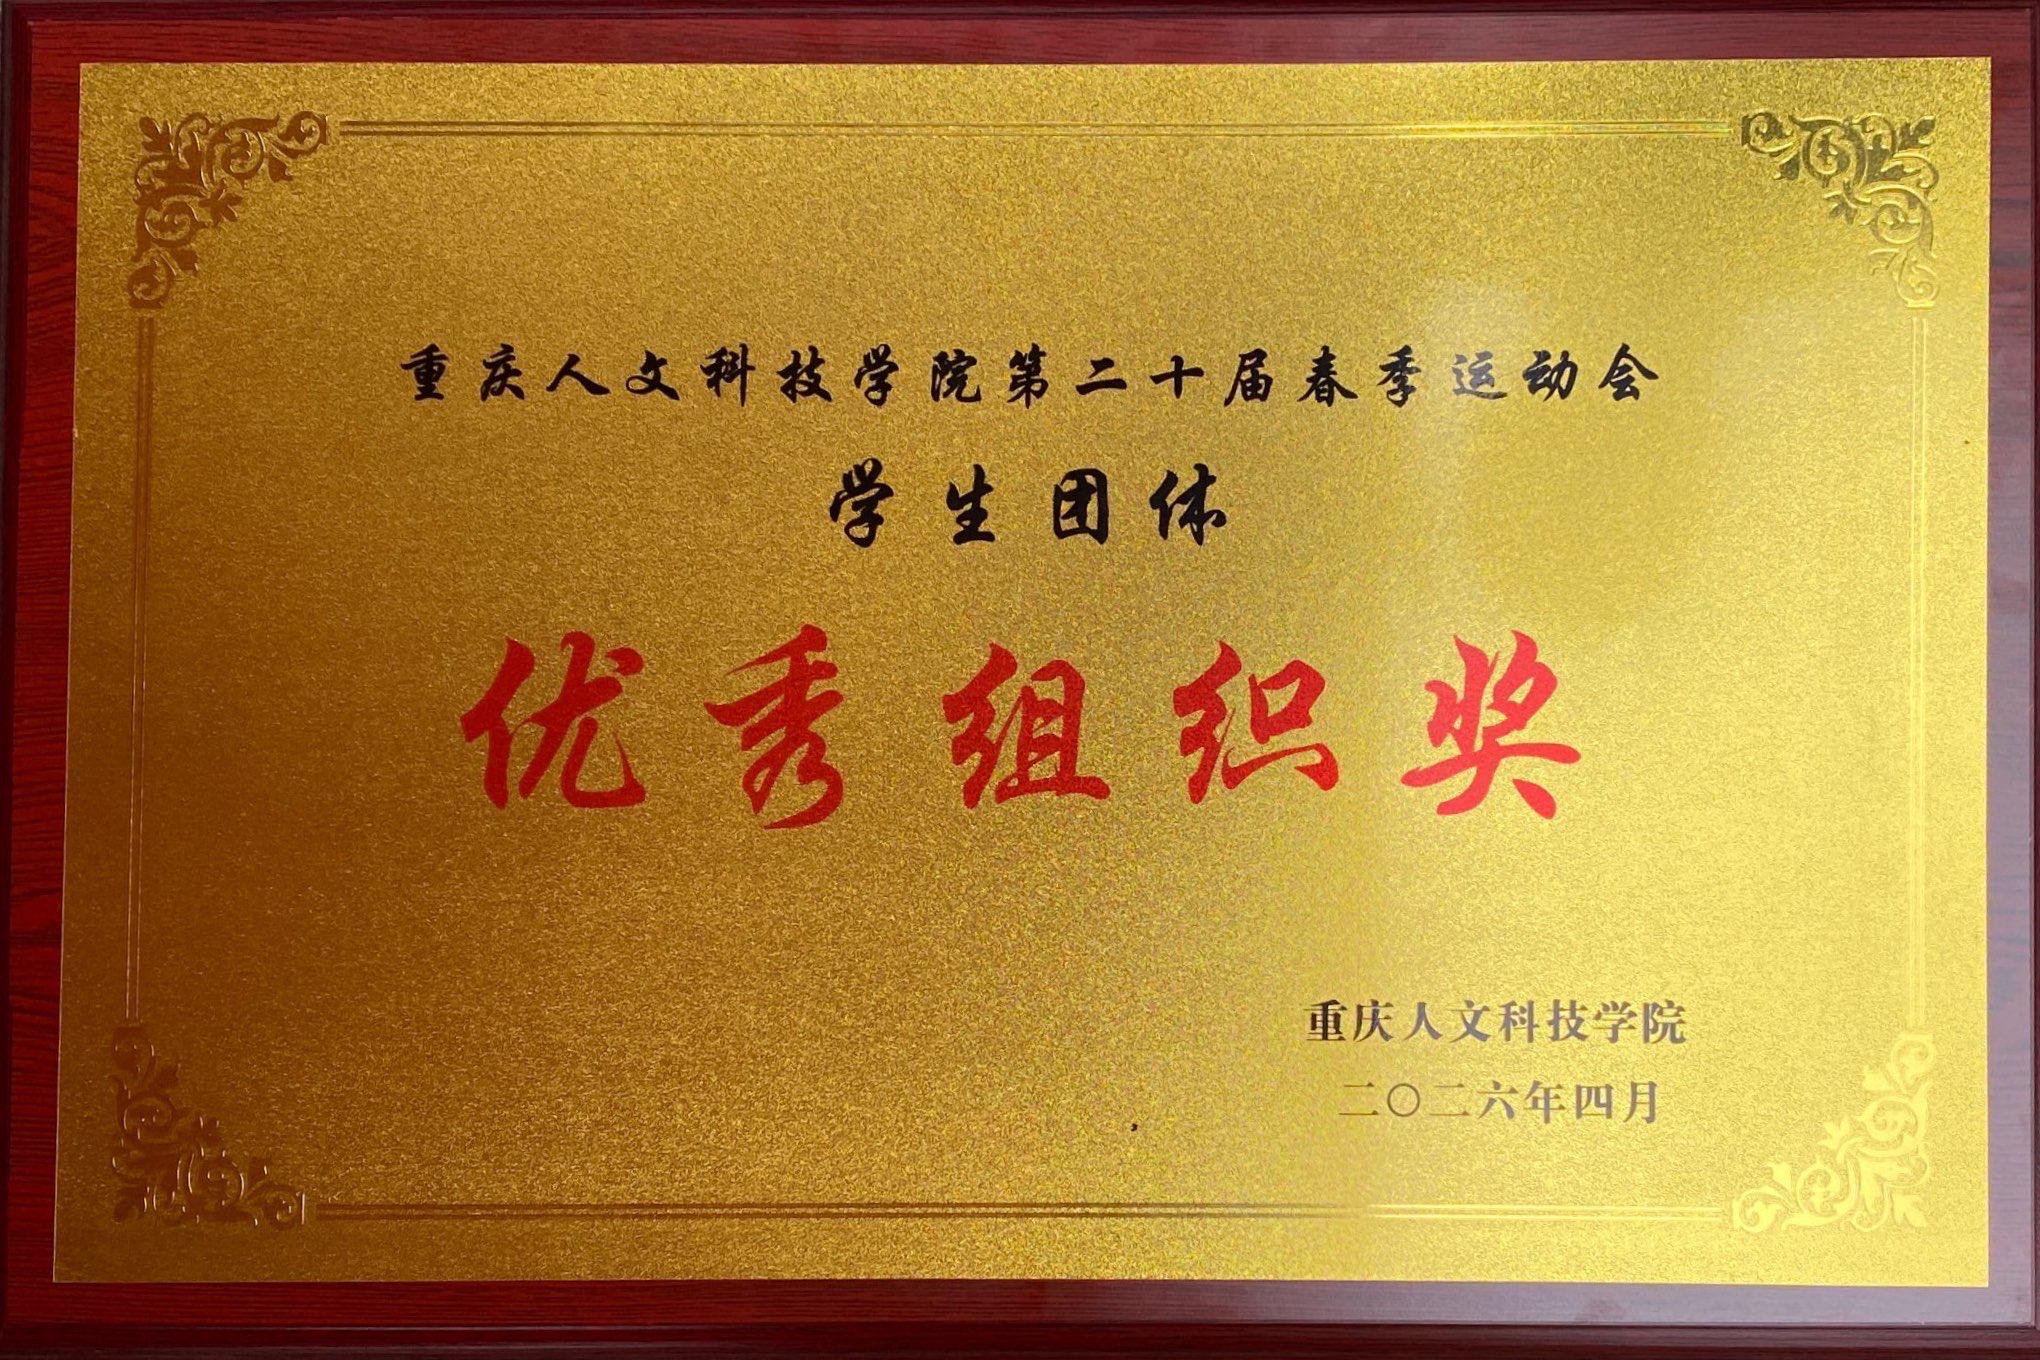 重庆人文科技学院第二十届春季运动会
学生团体
优秀组织奖
重庆人文科技学院
二〇二六年四月